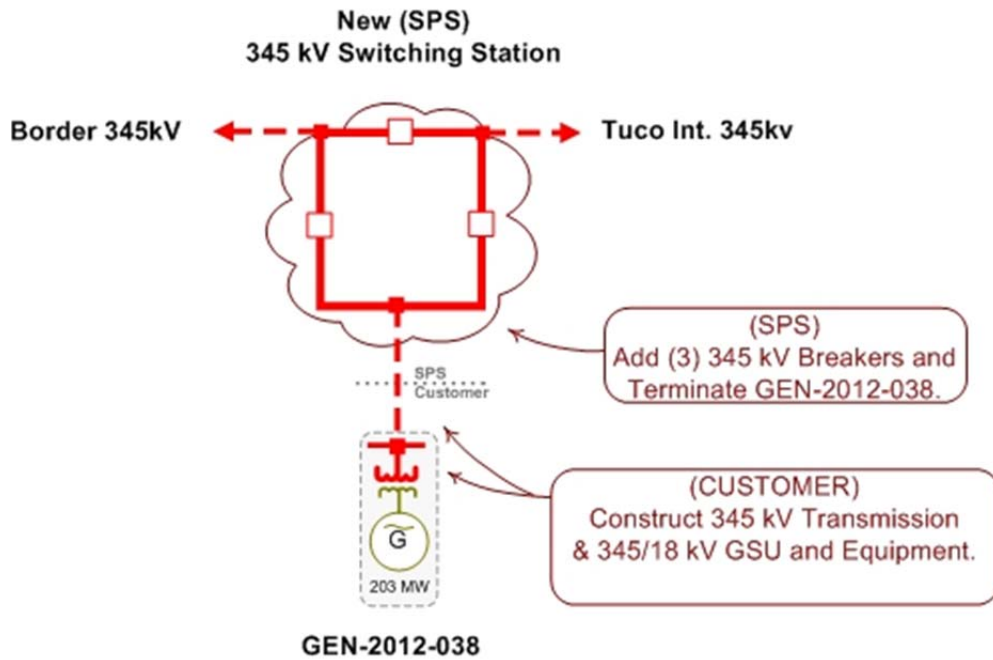 New (SPS)
345 kV Switching Station
Border 345kV
Tuco Int. 345kv
(SPS)
Add (3) 345 kV Breakers and
Terminate GEN-2012-038.
SPS
Customer
(CUSTOMER)
Construct 345 kV Transmission
& 345/18 kV GSU and Equipment.
G
203 MW
GEN-2012-038